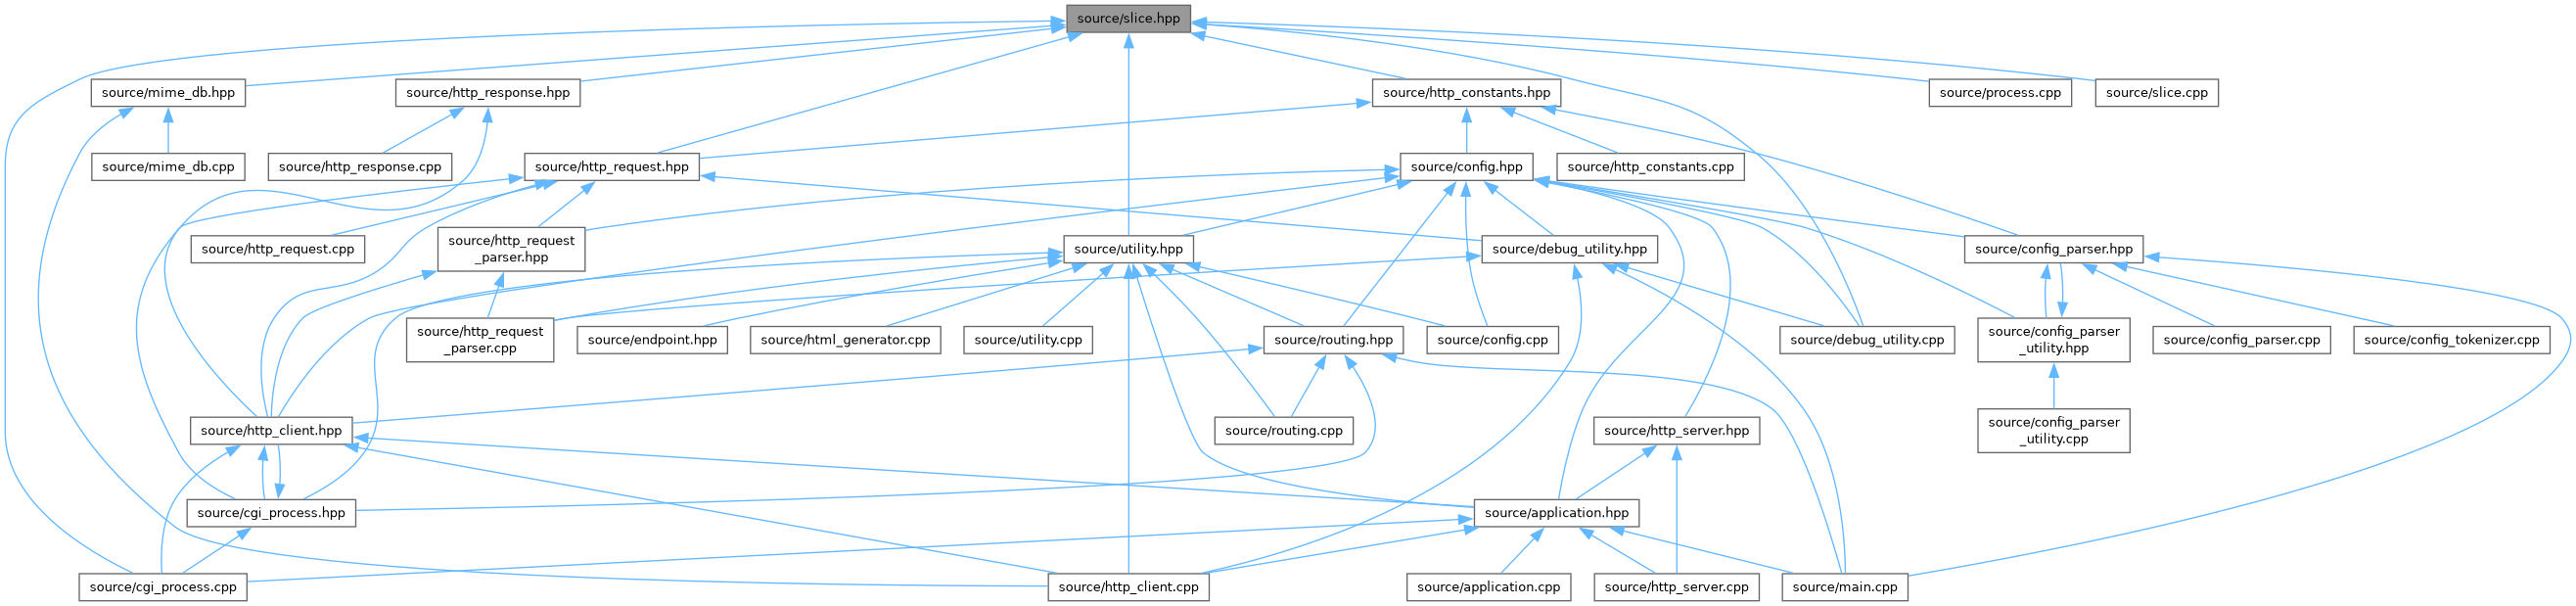 source/slice.hpp
source/mime_db.hpp
source/http_response.hpp
source/http_constants.hpp
source/process.cpp
source/slice.cpp
source/mime_db.cpp
source/http_response.cpp
source/http_request.hpp
source/config.hpp
source/http_constants.cpp
source/http_request.cpp
source/http_request
_parser.hpp
source/utility.hpp
source/debug_utility.hpp
source/config_parser.hpp
source/http_request
_parser.cpp
source/endpoint.hpp
source/html_generator.cpp
source/utility.cpp
source/routing.hpp
source/config.cpp
source/debug_utility.cpp
source/config_parser
_utility.hpp
source/config_parser.cpp
source/config_tokenizer.cpp
source/http_client.hpp
source/routing.cpp
source/http_server.hpp
source/config_parser
_utility.cpp
source/cgi_process.hpp
source/application.hpp
source/cgi_process.cpp
source/http_client.cpp
source/application.cpp
source/http_server.cpp
source/main.cpp